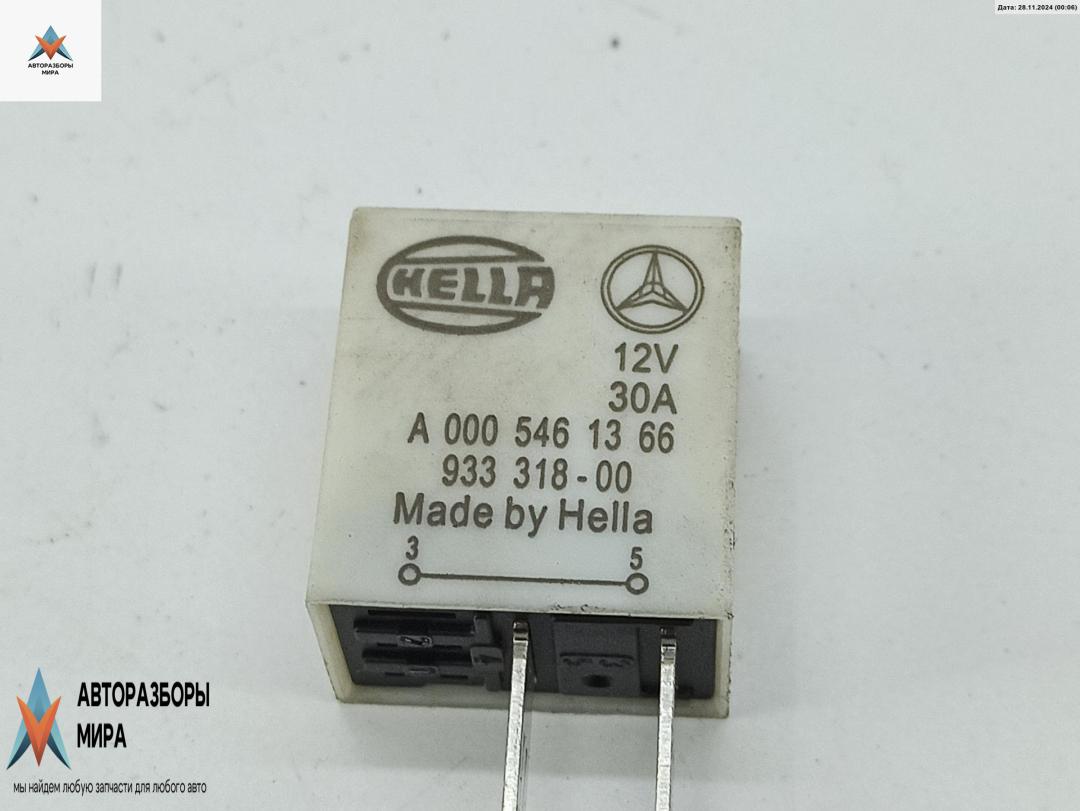 Дата: 28.11.2024 (00:06)
АВТОРАЗБОРЫ
МИРА
HELLA
12V
30A
A 000 546 13 66
933 318-00
Made by Hella
3 5
АВТОРАЗБОРЫ
МИРА
мы найдем любую запчасти для любого авто